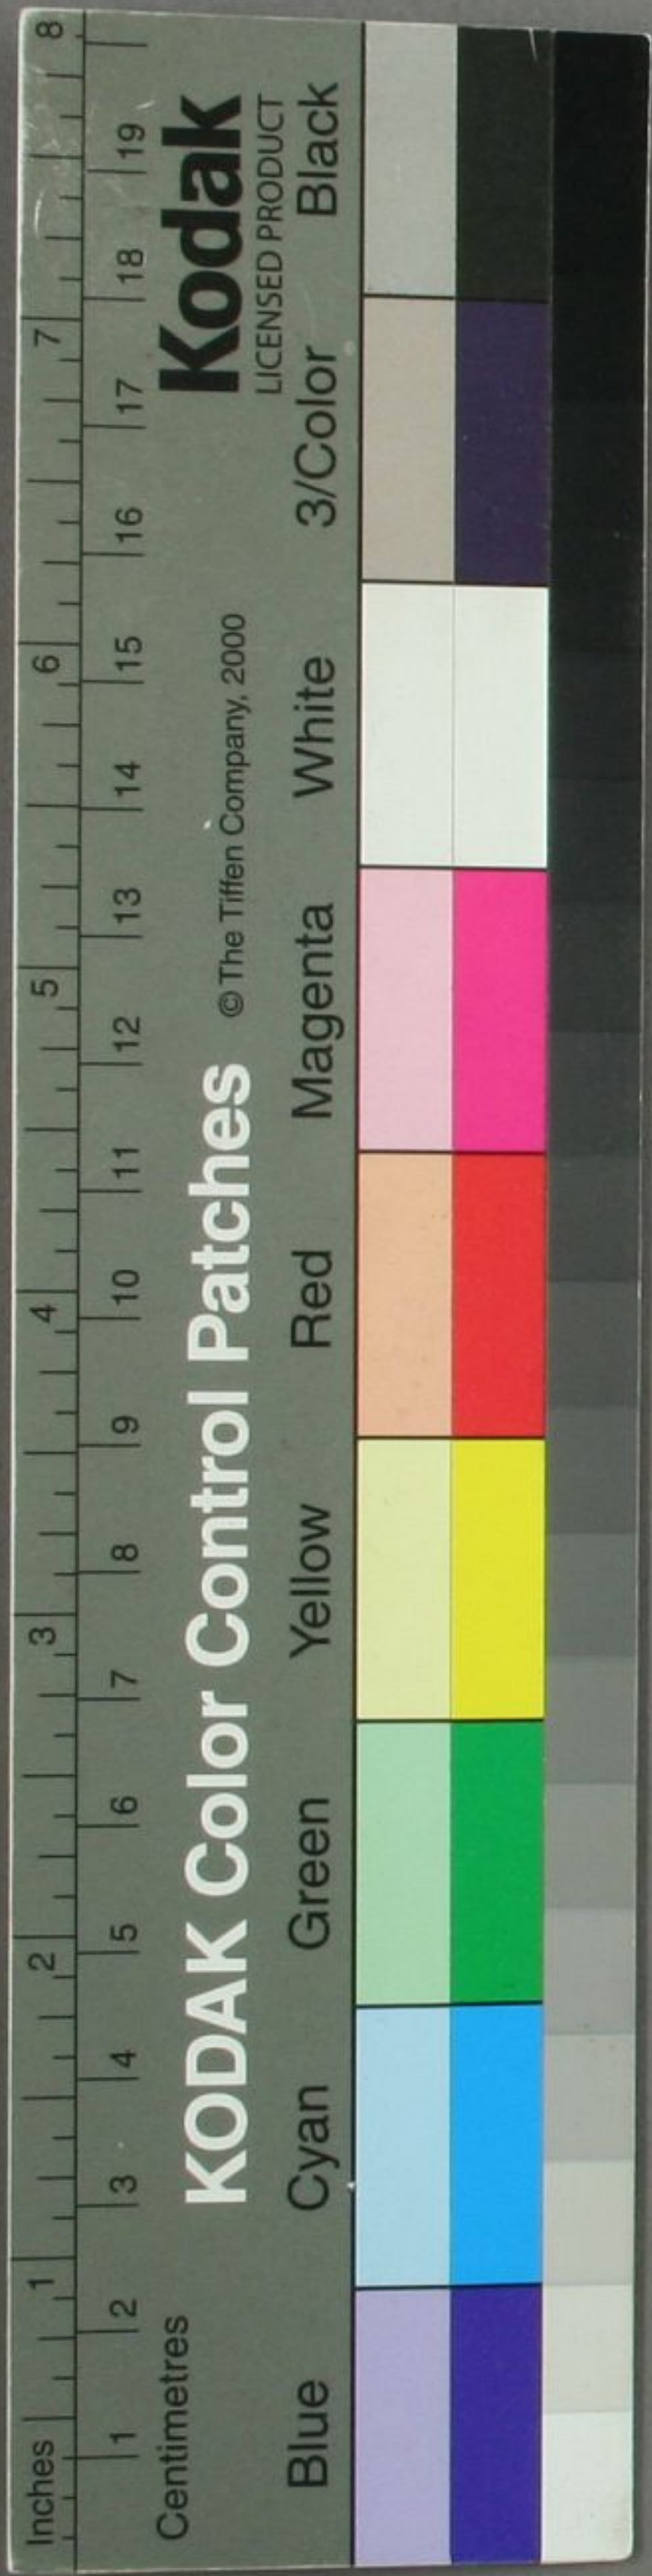 Inches 1 2 3 4 5 6 7 8
1 2 3 4 5 6 7 8 9 10 11 12 13 14 15 16 17 18 19
Centimetres
KODAK Color Control Patches © The Tiffen Company, 2000 Kodak
LICENSED PRODUCT
Blue Cyan Green Yellow Red Magenta White 3/Color Black